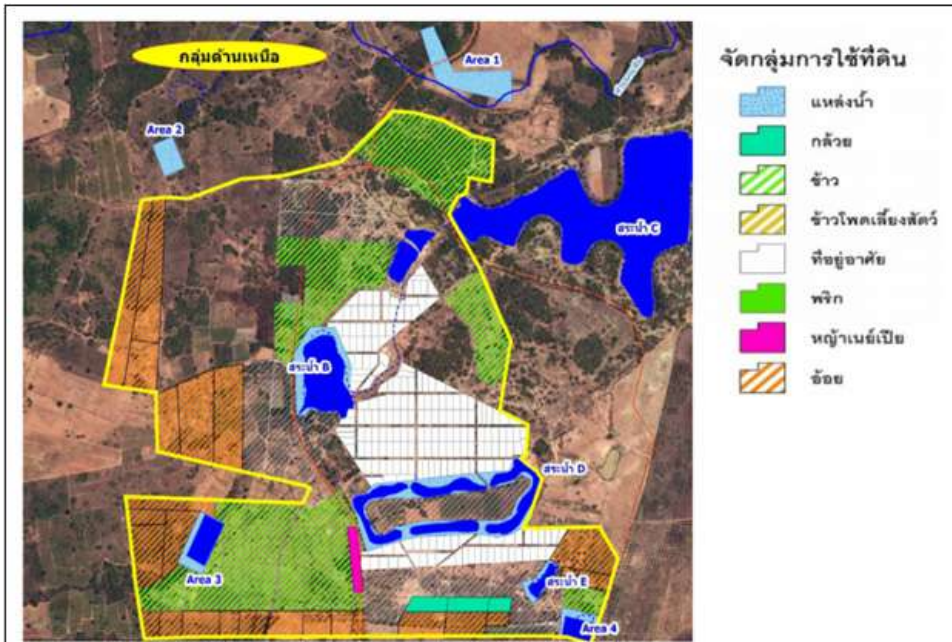 กลุ่มด้านเหนือ
Area 1
Area 2
สระน้ำ C
สระน้ำ B
สระน้ำ D
สระน้ำ E
Area 3
Area 4
จัดกลุ่มการใช้ที่ดิน
แหล่งน้ำ
กล้วย
ข้าว
ข้าวโพดเลี้ยงสัตว์
ที่อยู่อาศัย
พริก
หญ้าเนย์เปีย
อ้อย